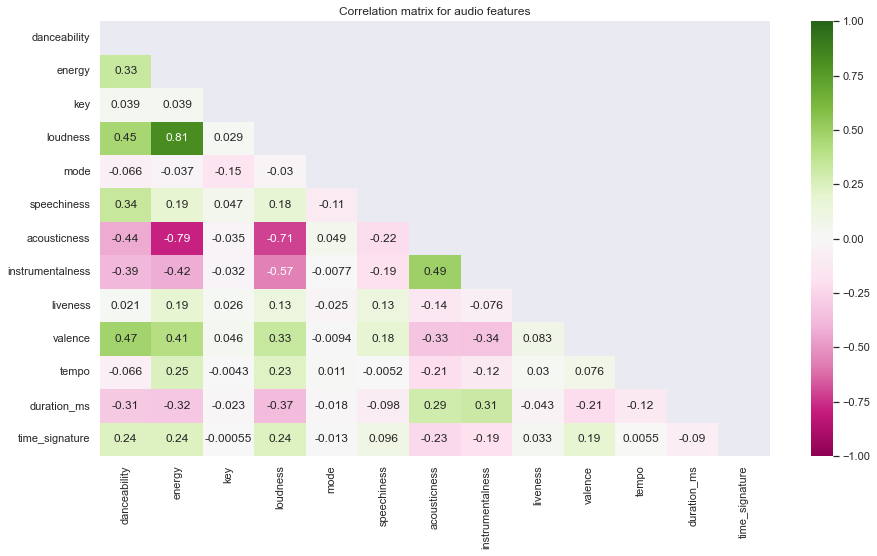 Correlation matrix for audio features
danceability
energy 0.33
key 0.039 0.039
loudness 0.45 0.81 0.029
mode -0.066 -0.037 -0.15 -0.03
speechiness 0.34 0.19 0.047 0.18 -0.11
acousticness -0.44 -0.79 -0.035 -0.71 0.049 -0.22
instrumentalness -0.39 -0.42 -0.032 -0.57 -0.0077 -0.19 0.49
liveness 0.021 0.19 0.026 0.13 -0.025 0.13 -0.14 -0.076
valence 0.47 0.41 0.046 0.33 -0.0094 0.18 -0.33 -0.34 0.083
tempo -0.066 0.25 -0.0043 0.23 0.011 -0.0052 -0.21 -0.12 0.03 0.076
duration_ms -0.31 -0.32 -0.023 -0.37 -0.018 -0.098 0.29 0.31 -0.043 -0.21 -0.12
time_signature 0.24 0.24 -0.00055 0.24 -0.013 0.096 -0.23 -0.19 0.033 0.19 0.0055 -0.09
danceability energy key loudness mode speechiness acousticness instrumentalness liveness valence tempo duration_ms time_signature
1.00
0.75
0.50
0.25
0.00
-0.25
-0.50
-0.75
-1.00